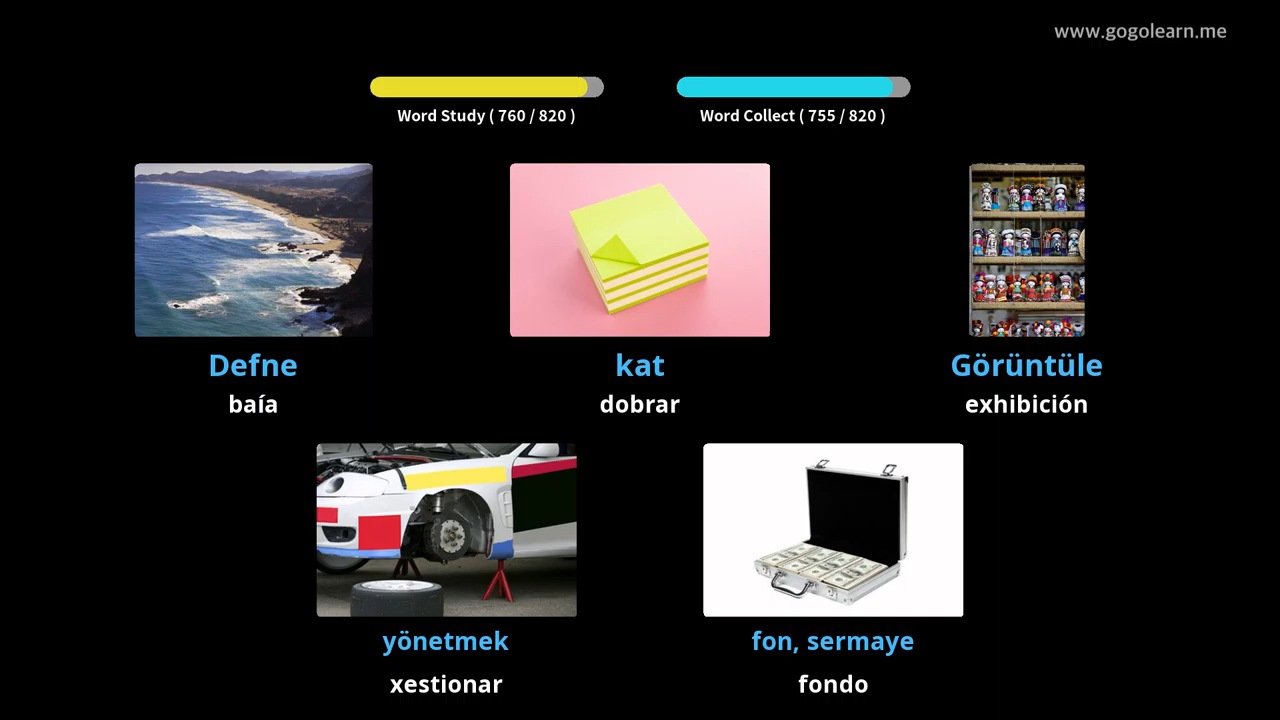 www.gogolearn.me
Word Study ( 760 / 820 )
Word Collect ( 755 / 820 )
Defne
baía
kat
dobrar
Görüntüle
exhibición
yönetmek
xestionar
fon, sermaye
fondo